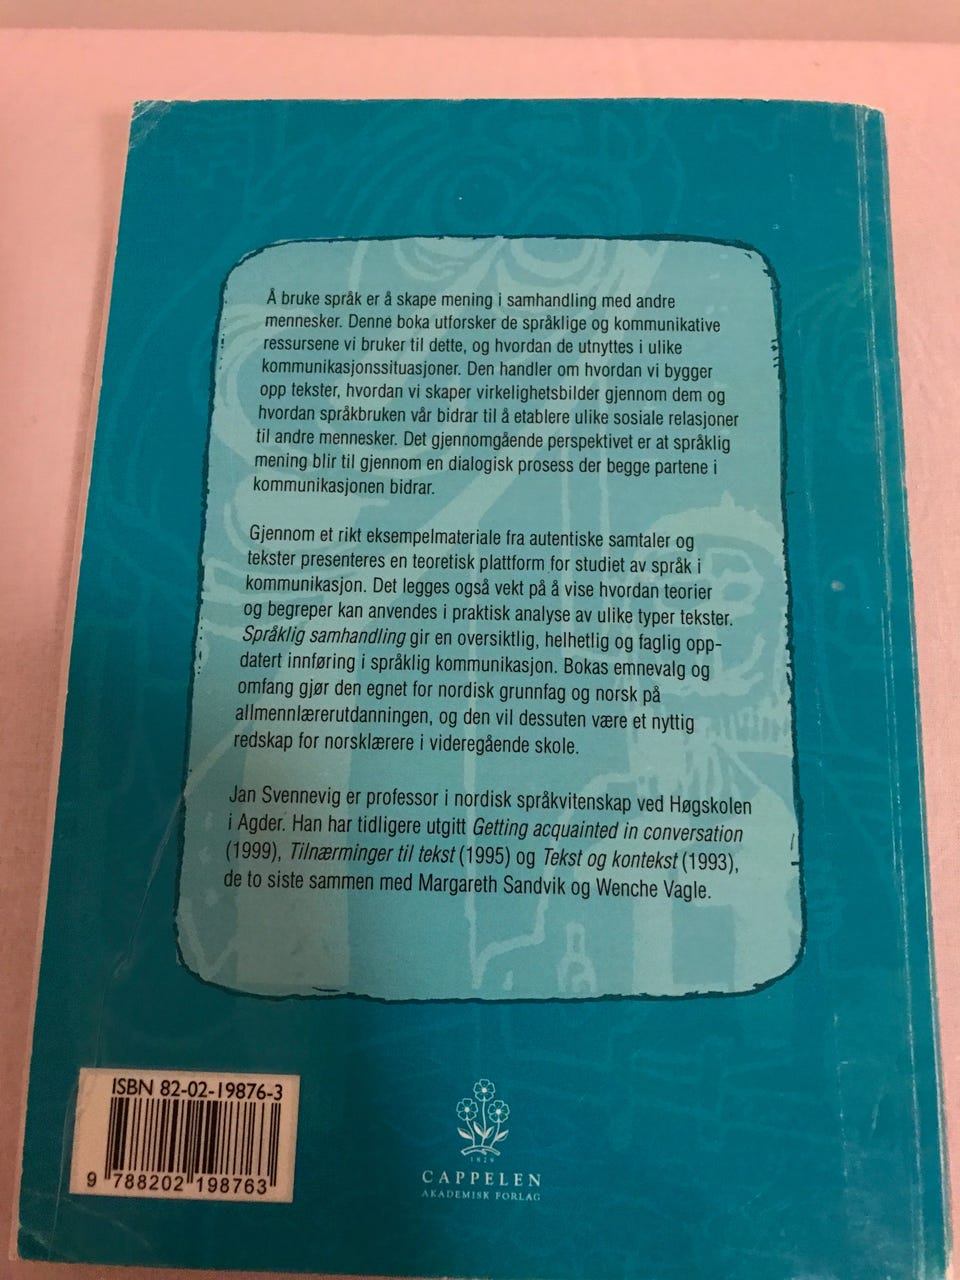 Å bruke språk er å skape mening i samhandling med andre
mennesker. Denne boka utforsker de språklige og kommunikative
ressursene vi bruker til dette, og hvordan de utnyttes i ulike
kommunikasjonssituasjoner. Den handler om hvordan vi bygger
opp tekster, hvordan vi skaper virkelighetsbilder gjennom dem og
hvordan språkbruken vår bidrar til å etablere ulike sosiale relasjoner
til andre mennesker. Det gjennomgående perspektivet er at språklig
mening blir til gjennom en dialogisk prosess der begge partene i
kommunikasjonen bidrar.
Gjennom et rikt eksempelmateriale fra autentiske samtaler og
tekster presenteres en teoretisk plattform for studiet av språk i
kommunikasjon. Det legges også vekt på å vise hvordan teorier
og begreper kan anvendes i praktisk analyse av ulike typer tekster.
Språklig samhandling gir en oversiktlig, helhetlig og faglig opp-
datert innføring i språklig kommunikasjon. Bokas emnevalg og
omfang gjør den egnet for nordisk grunnfag og norsk på
allmennlærerutdanningen, og den vil dessuten være et nyttig
redskap for norsklærere i videregående skole.
Jan Svennevig er professor i nordisk språkvitenskap ved Høgskolen
i Agder. Han har tidligere utgitt Getting acquainted in conversation
(1999), Tilnærminger til tekst (1995) og Tekst og kontekst (1993),
de to siste sammen med Margareth Sandvik og Wenche Vagle.
ISBN 82-02-19876-3
9 788202 198763
1829
CAPPELEN
AKADEMISK FORLAG